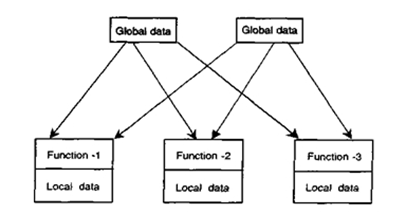 Global data
Global data
Function -1
Function -2
Function -3
Local data
Local data
Local data